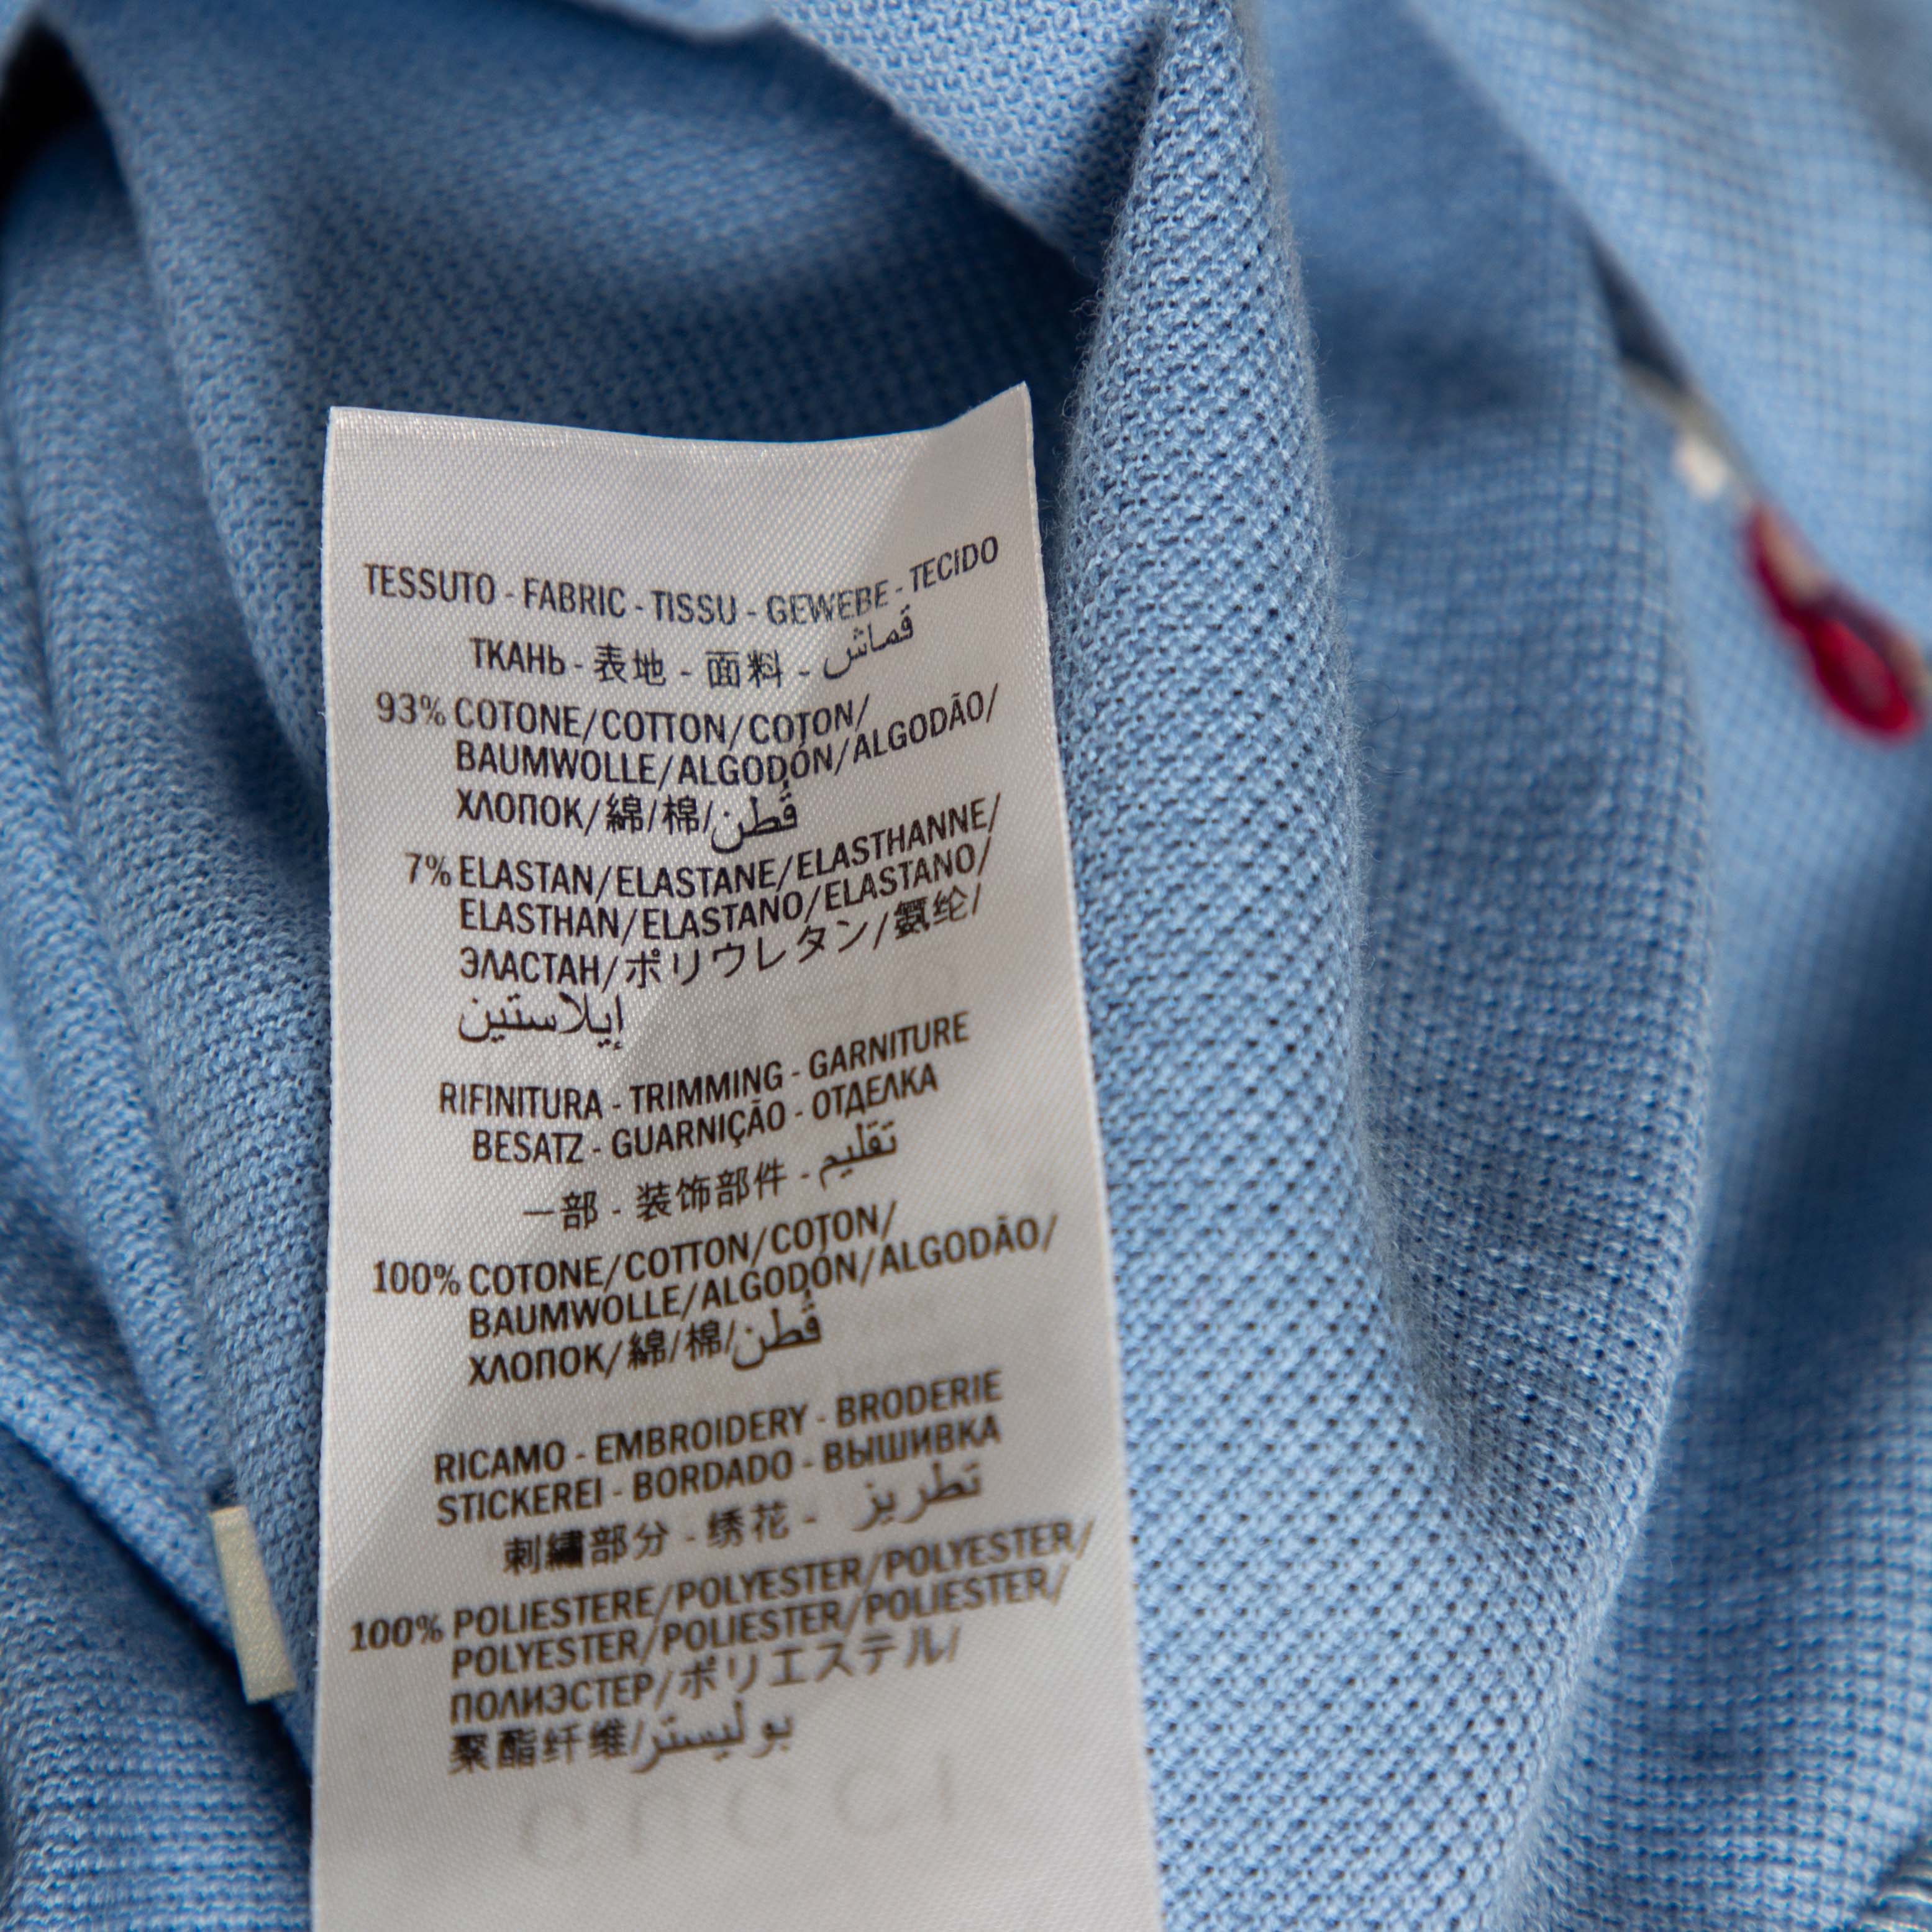 TESSUTO - FABRIC - TISSU - GEWEBE - TECIDO
ТКАНЬ - 表地 - 面料 - قماش
93% COTONE/COTTON/COTON/
BAUMWOLLE/ALGODÓN/ALGODÃO/
ХЛОПОК/綿/棉/قُطن
7% ELASTAN/ELASTANE/ELASTHANNE/
ELASTHAN/ELASTANO/ELASTANO/
ЭЛАСТАН/ポリウレタン/氨纶/
إيلاستين
RIFINITURA - TRIMMING - GARNITURE
BESATZ - GUARNIÇÃO - ОТДЕЛКА
一部 - 装饰部件 - تقليم
100% COTONE/COTTON/COTON/
BAUMWOLLE/ALGODÓN/ALGODÃO/
ХЛОПОК/綿/棉/قُطن
RICAMO - EMBROIDERY - BRODERIE
STICKEREI - BORDADO - ВЫШИВКА
刺繡部分 - 绣花 - تطريز
100% POLIESTERE/POLYESTER/POLYESTER/
POLYESTER/POLIESTER/POLIESTER/
ПОЛИЭСТЕР/ポリエステル/
聚酯纤维/بوليستر